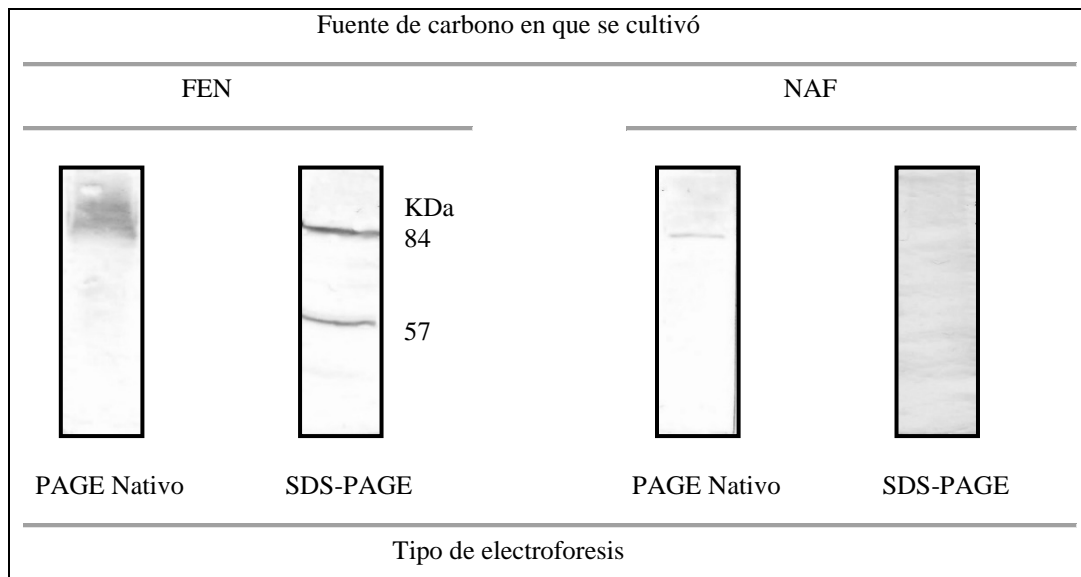 Fuente de carbono en que se cultivó
FEN
NAF
KDa
84
57
PAGE Nativo
SDS-PAGE
PAGE Nativo
SDS-PAGE
Tipo de electroforesis